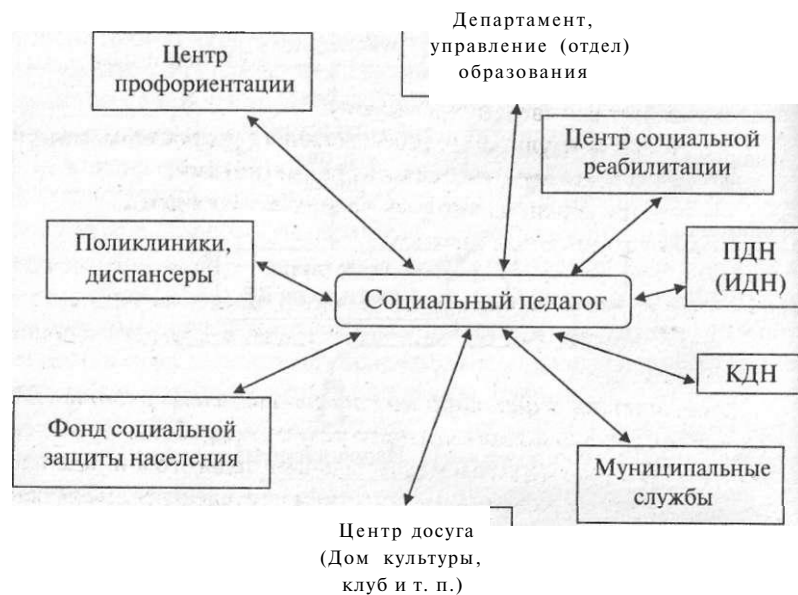 Департамент,
управление (отдел)
образования
Центр
профориентации
Центр социальной
реабилитации
Поликлиники,
диспансеры
ПДН
(ИДН)
Социальный педагог
КДН
Фонд социальной
защиты населения
Муниципальные
службы
Центр досуга
(Дом культуры,
клуб и т. п.)